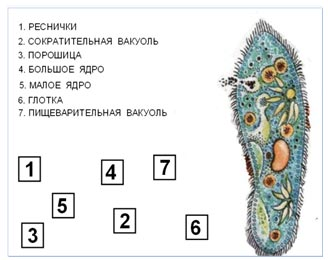 1. РЕСНИЧКИ
2. СОКРАТИТЕЛЬНАЯ ВАКУОЛЬ
3. ПОРОШИЦА
4. БОЛЬШОЕ ЯДРО
5. МАЛОЕ ЯДРО
6. ГЛОТКА
7. ПИЩЕВАРИТЕЛЬНАЯ ВАКУОЛЬ
1 4 7
5 2
3 6